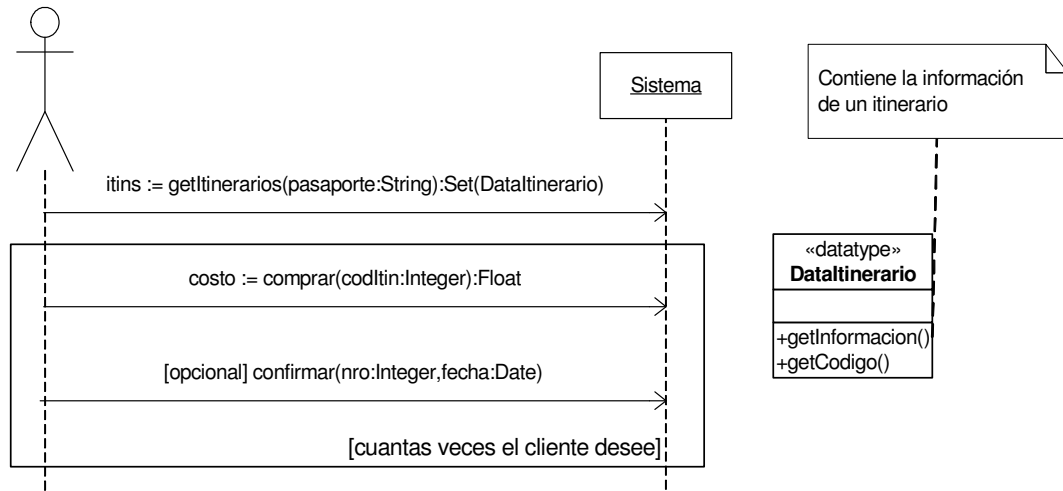 Sistema
Contiene la información
de un itinerario
itins := getItinerarios(pasaporte:String):Set(DataItinerario)
costo := comprar(codItin:Integer):Float
[opcional] confirmar(nro:Integer,fecha:Date)
[cuantas veces el cliente desee]
«datatype»
DataItinerario
+getInformacion()
+getCodigo()